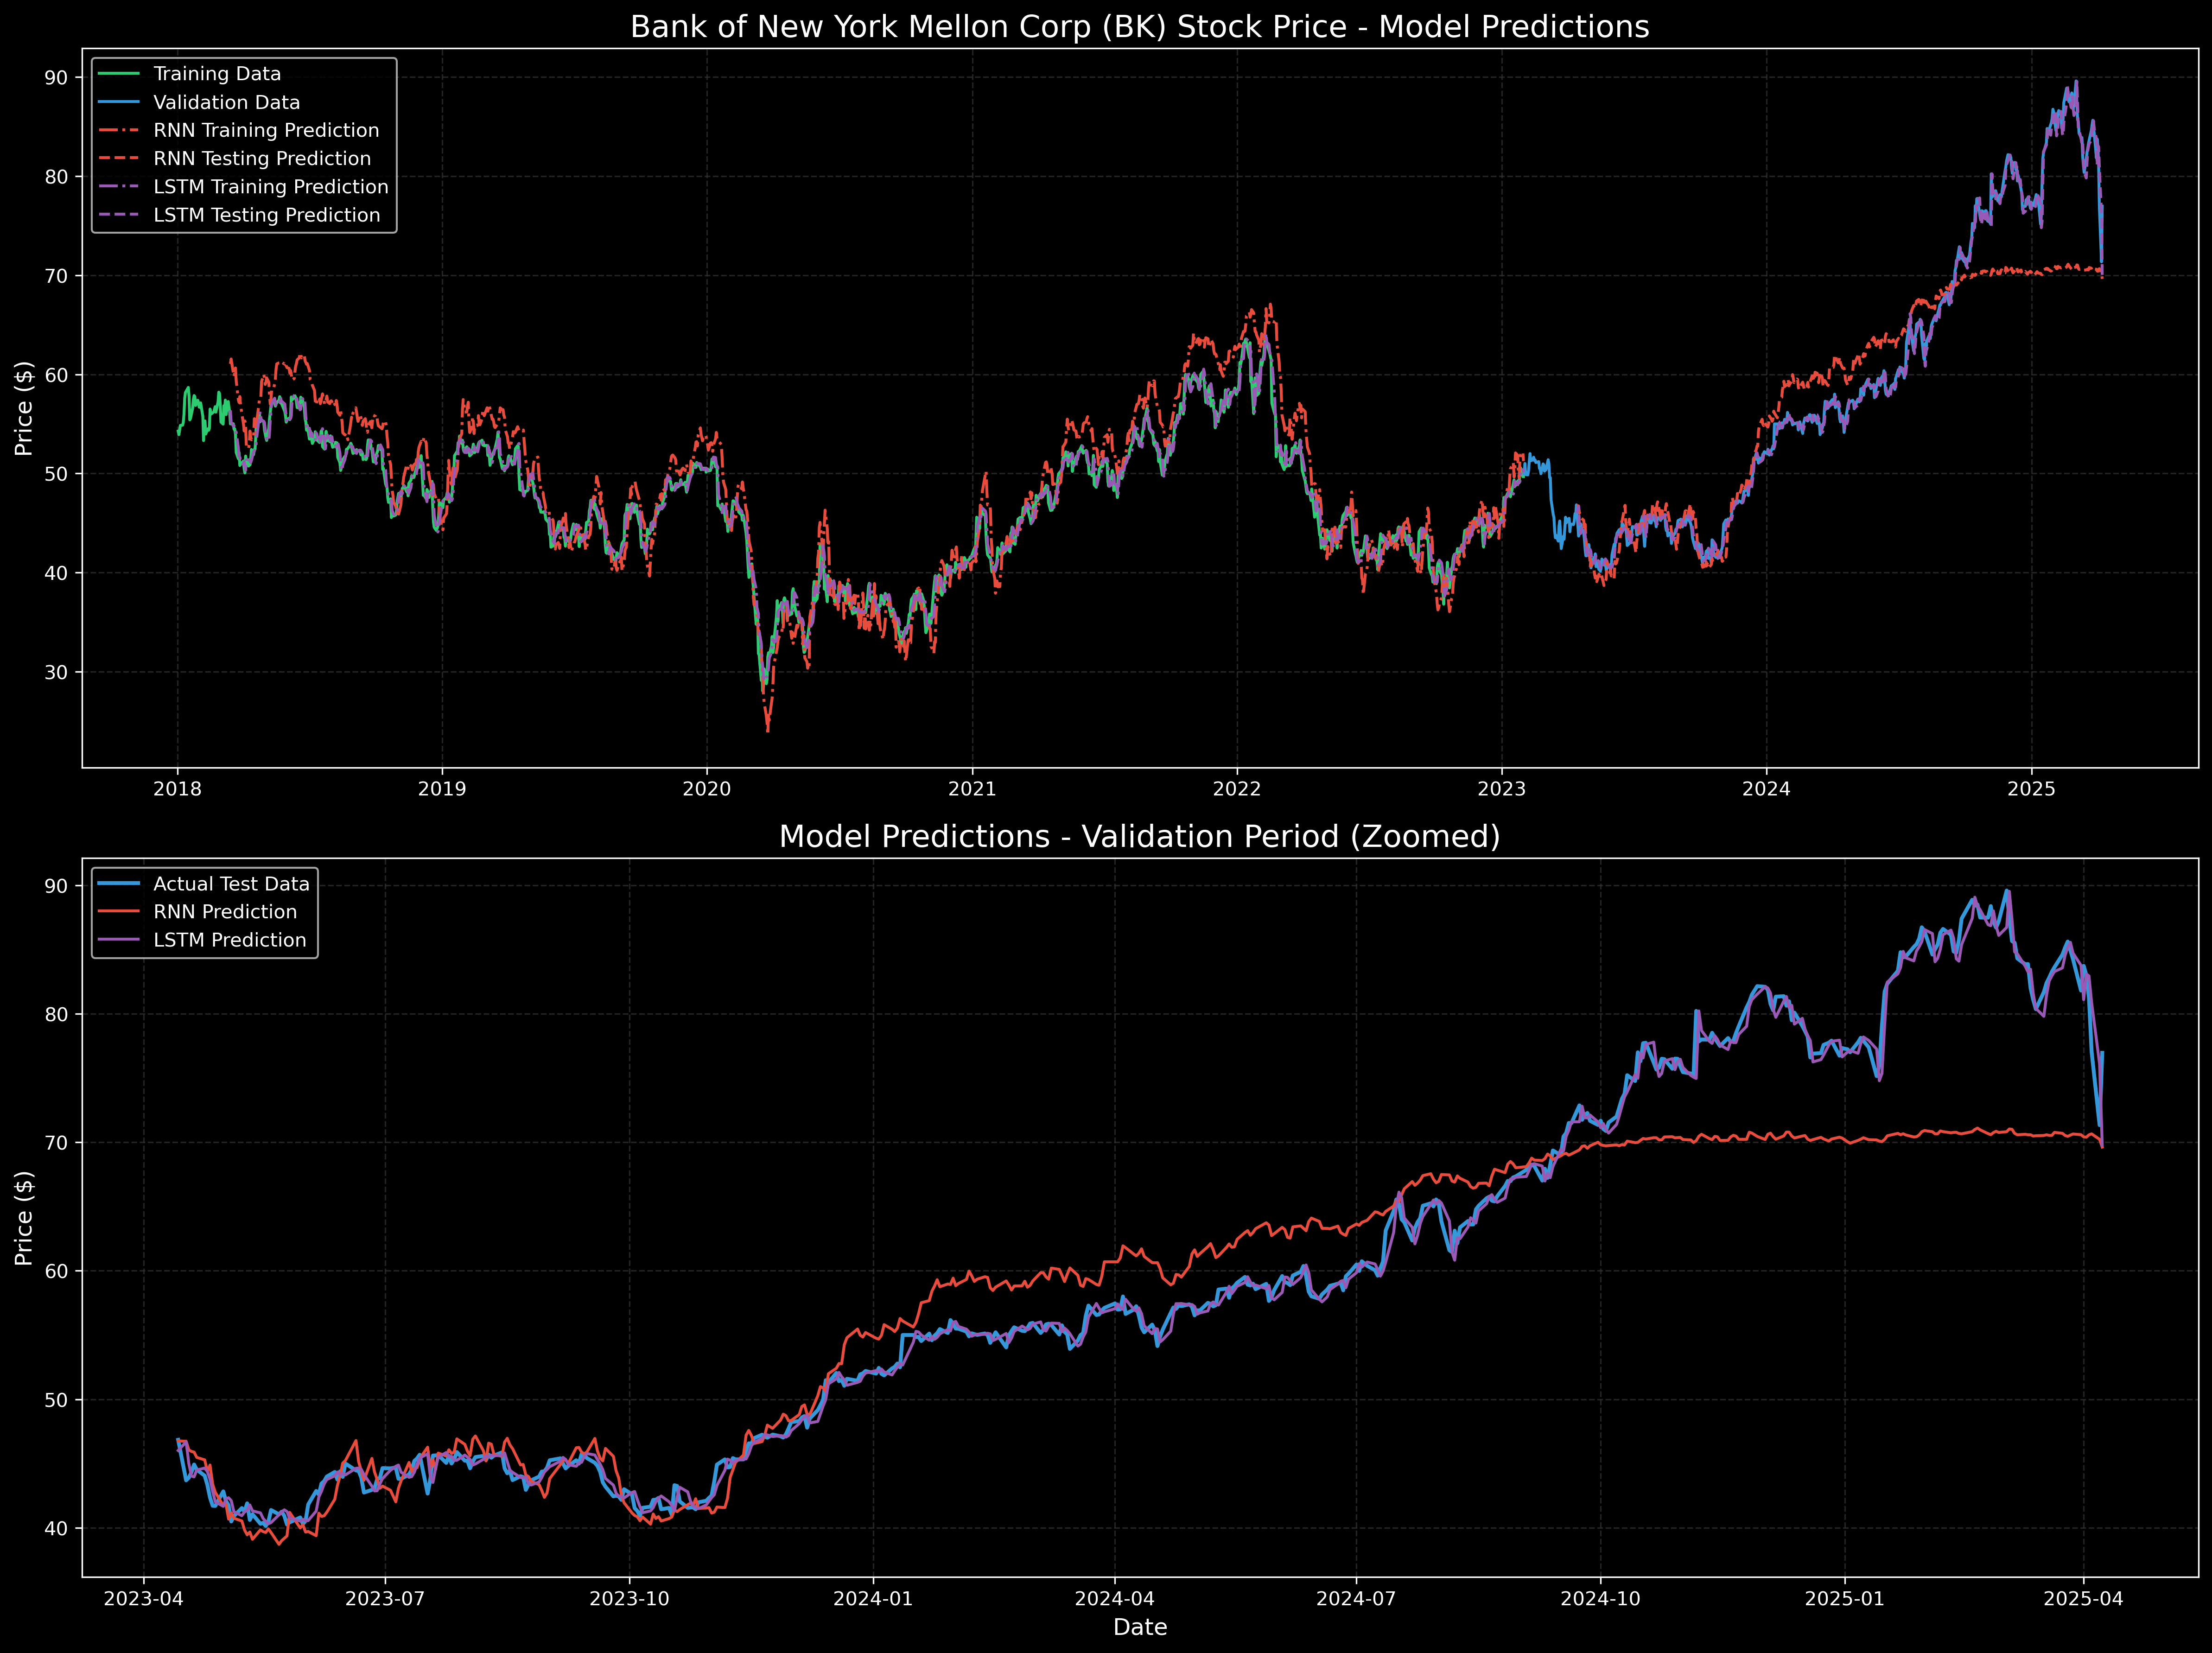 Bank of New York Mellon Corp (BK) Stock Price - Model Predictions
Training Data
Validation Data
RNN Training Prediction
RNN Testing Prediction
LSTM Training Prediction
LSTM Testing Prediction
90
80
70
60
50
40
30
Price ($)
2018
2019
2020
2021
2022
2023
2024
2025
Model Predictions - Validation Period (Zoomed)
Actual Test Data
RNN Prediction
LSTM Prediction
90
80
70
60
50
40
Price ($)
2023-04
2023-07
2023-10
2024-01
2024-04
2024-07
2024-10
2025-01
2025-04
Date